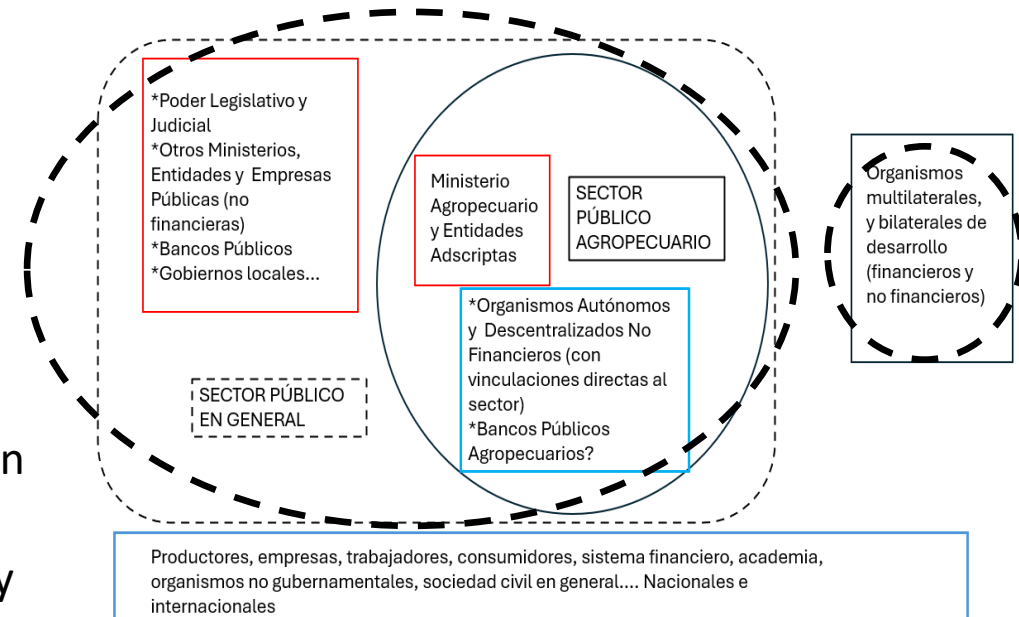 *Poder Legislativo y
Judicial
*Otros Ministerios,
Entidades y Empresas
Públicas (no
financieras)
*Bancos Públicos
*Gobiernos locales...
Ministerio
Agropecuario
y Entidades
Adscriptas
SECTOR
PÚBLICO
AGROPECUARIO
*Organismos Autónomos
y Descentralizados No
Financieros (con
vinculaciones directas al
sector)
*Bancos Públicos
Agropecuarios?
SECTOR PÚBLICO
EN GENERAL
Organismos
multilaterales,
y bilaterales de
desarrollo
(financieros y
no financieros)
n
y
Productores, empresas, trabajadores, consumidores, sistema financiero, academia,
organismos no gubernamentales, sociedad civil en general.... Nacionales e
internacionales